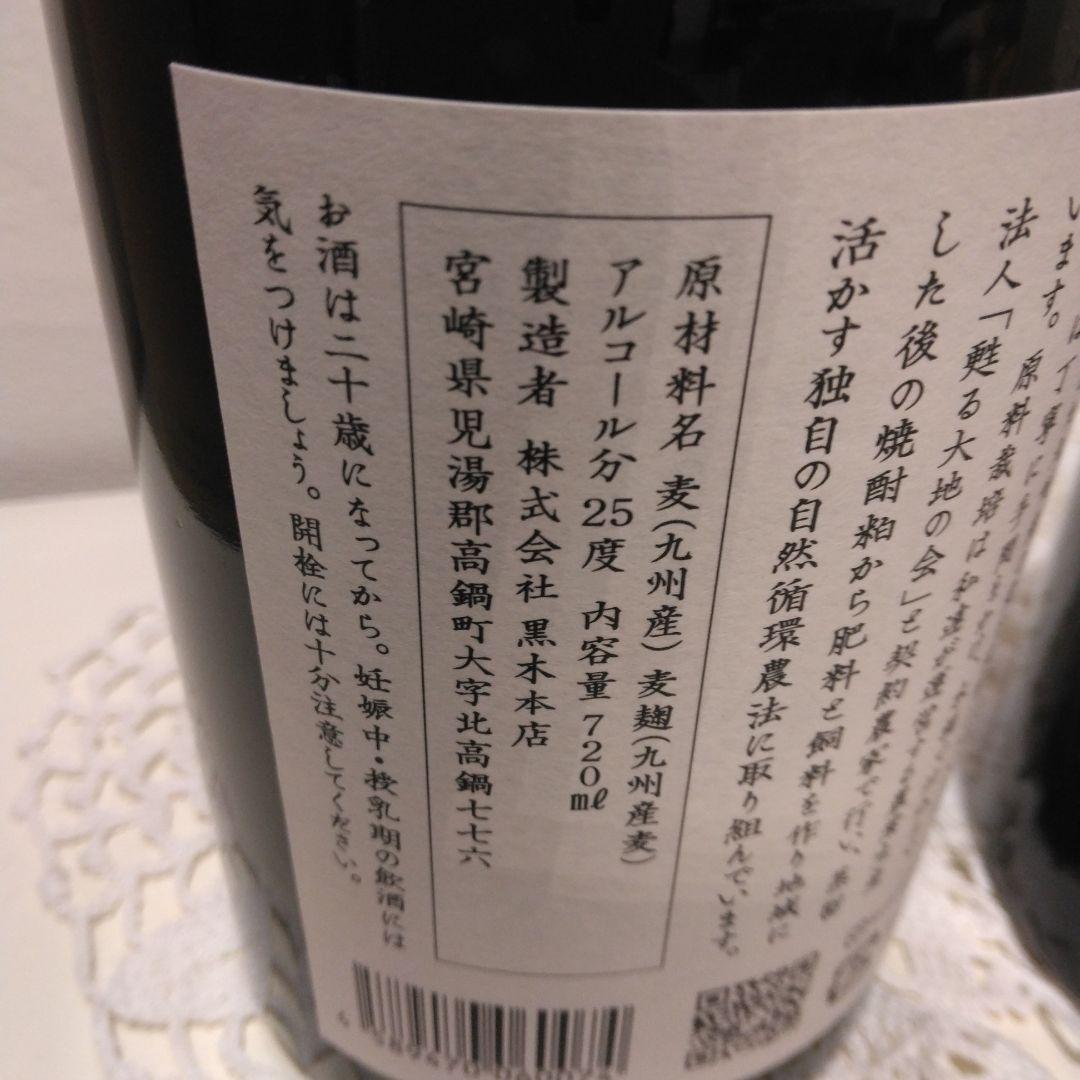 います。原料栽培は
法人「甦る大地の会」と契約農家で行い
した後の焼酎粕から肥料と飼料を作り地域に
活かす独自の自然循環農法に取り組んでいます。
原材料名 麦(九州産) 麦麹(九州産麦)
アルコール分 25度 内容量 720ml
製造者 株式会社 黒木本店
宮崎県児湯郡高鍋町大字北高鍋七七六
お酒は二十歳になってから。妊娠中・授乳期の飲酒には
気をつけましょう。開栓には十分注意してください。